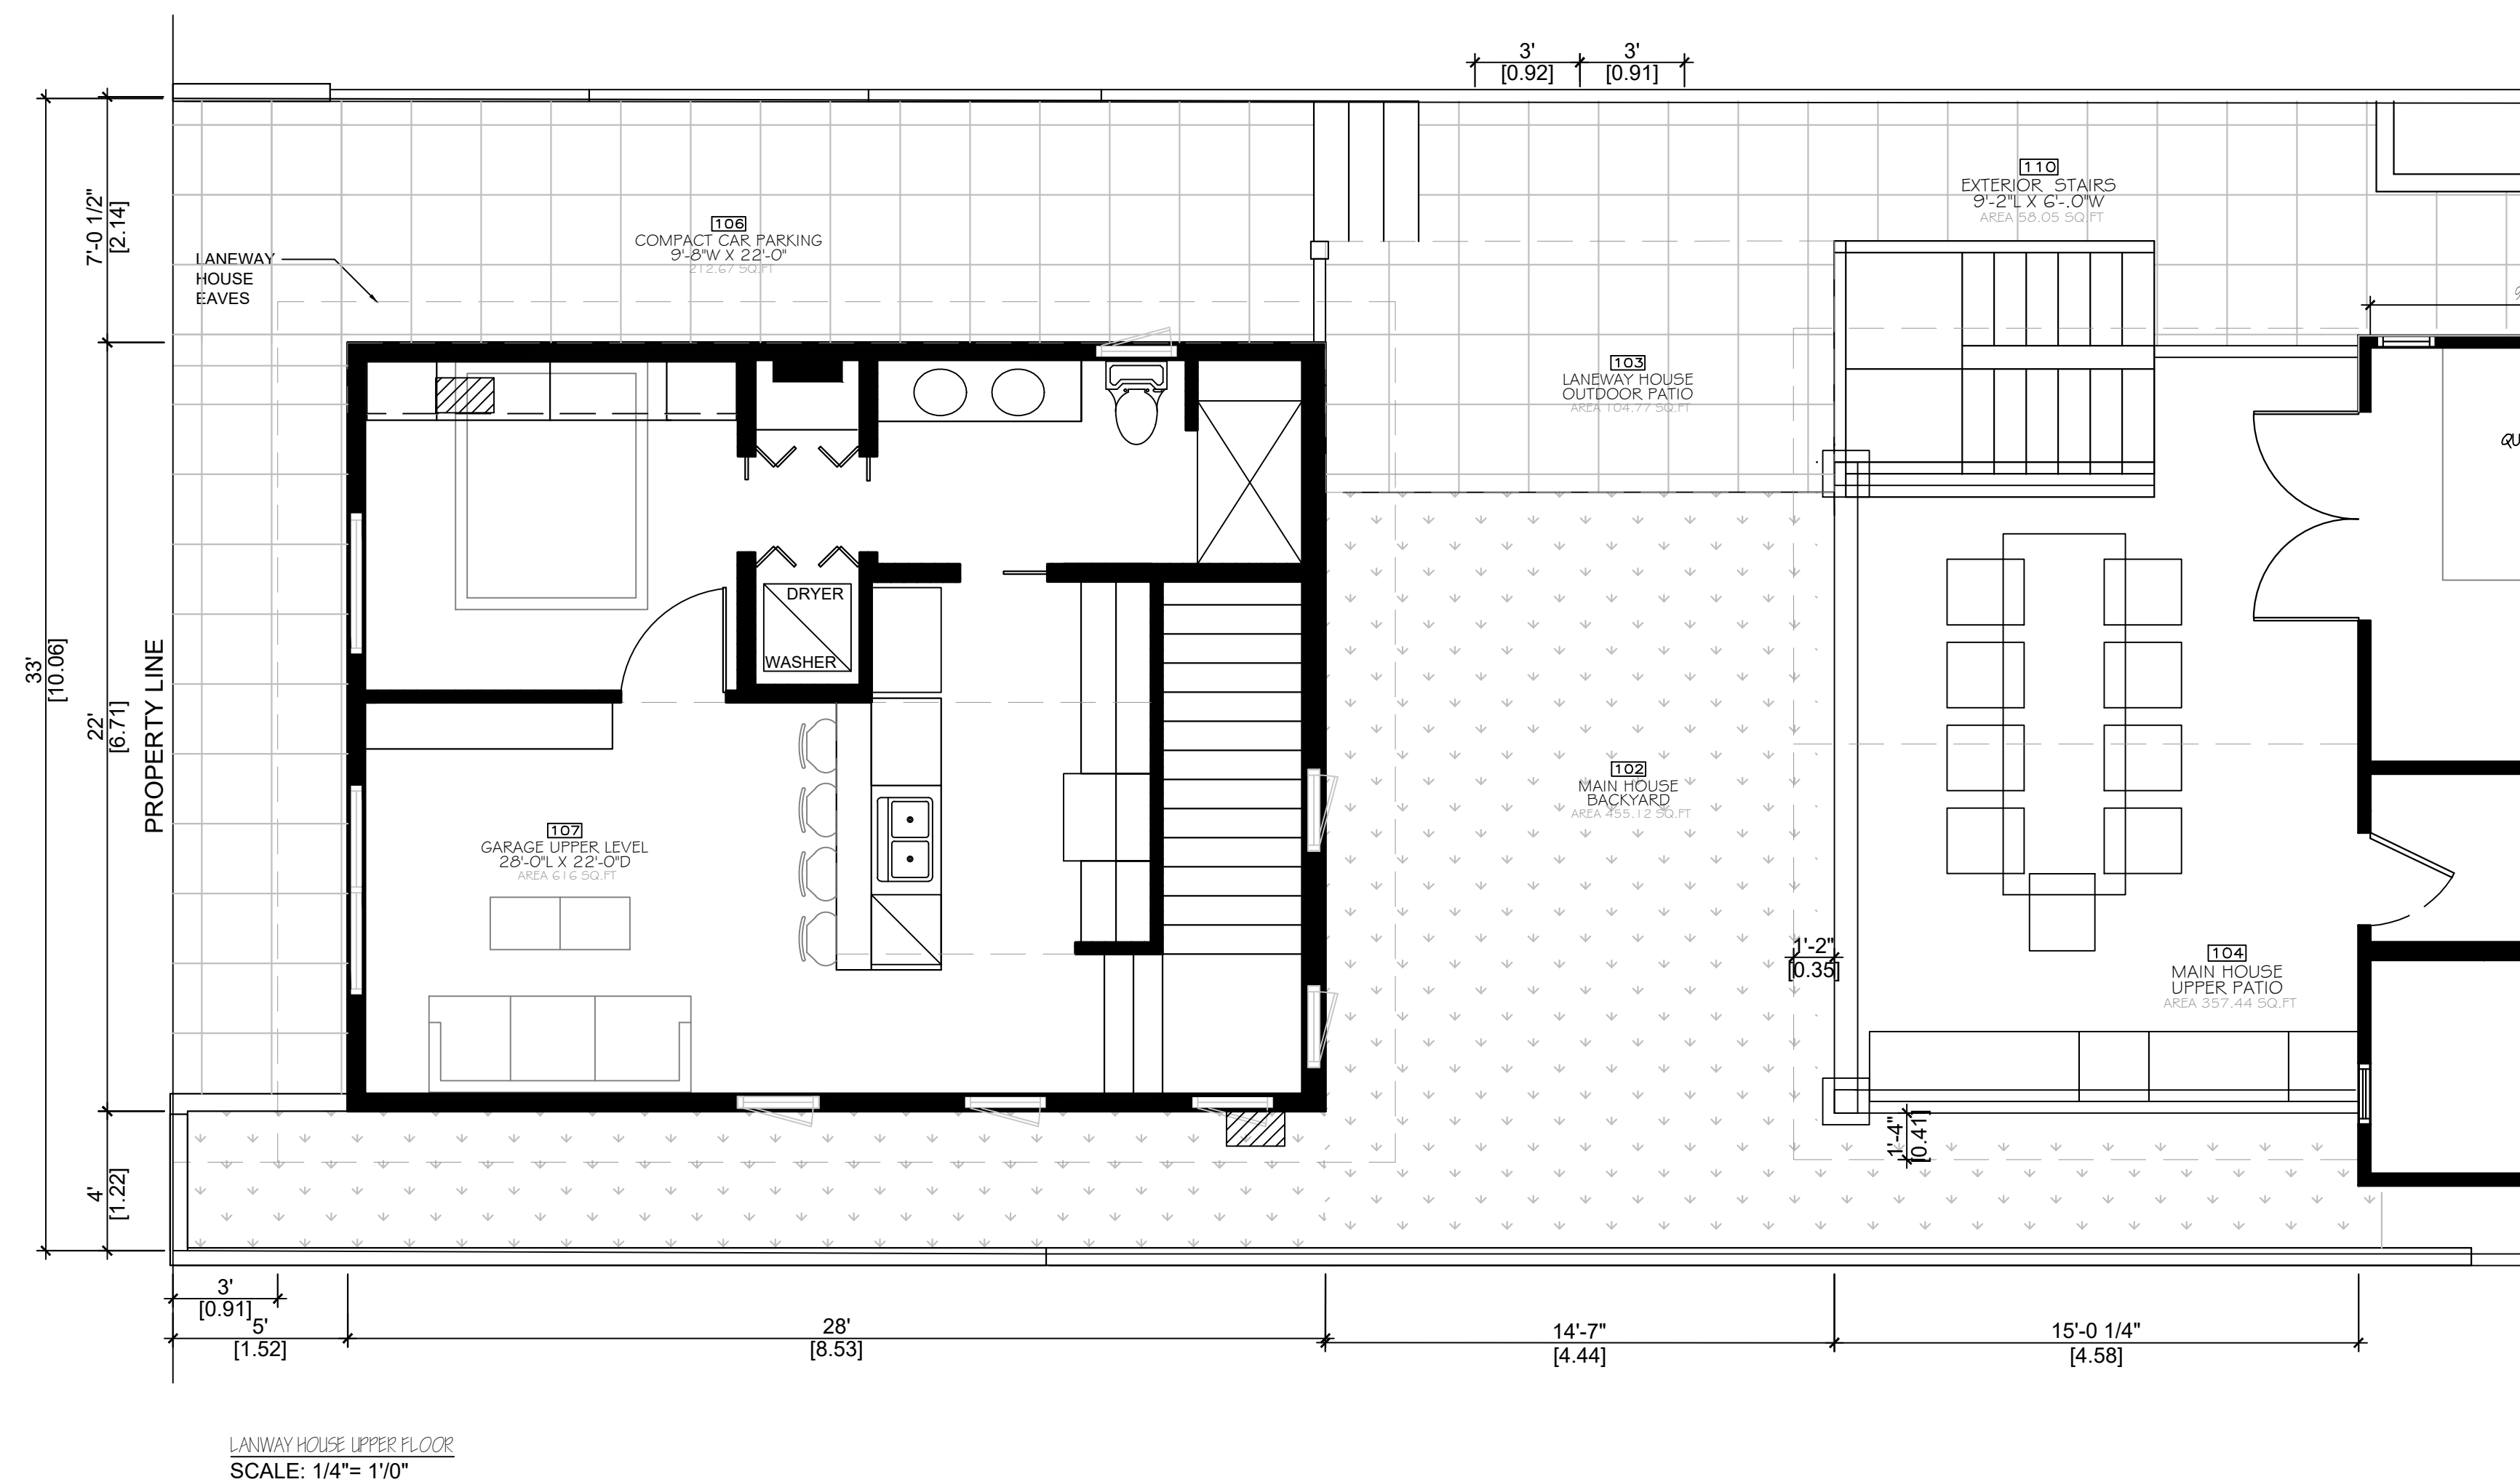 3'
[0.92]
3'
[0.91]
7'-0 1/2"
[2.14]
33'
[10.06]
22'
[6.71]
4'
[1.22]
PROPERTY LINE
LANEWAY
HOUSE
EAVES
106
COMPACT CAR PARKING
9'-8"W X 22'-0"
212.67 SQ.FT
110
EXTERIOR STAIRS
9'-2"L X 6'-.0"W
AREA 58.05 SQ.FT
103
LANEWAY HOUSE
OUTDOOR PATIO
AREA 104.77 SQ.FT
QU
DRYER
WASHER
107
GARAGE UPPER LEVEL
28'-0"L X 22'-0"D
AREA 616 SQ.FT
102
MAIN HOUSE
BACKYARD
AREA 455.12 SQ.FT
1'-2"
[0.35]
104
MAIN HOUSE
UPPER PATIO
AREA 357.44 SQ.FT
1'-4"
[0.41]
3'
[0.91]
5'
[1.52]
28'
[8.53]
14'-7"
[4.44]
15'-0 1/4"
[4.58]
LANWAY HOUSE UPPER FLOOR
SCALE: 1/4"= 1'/0"